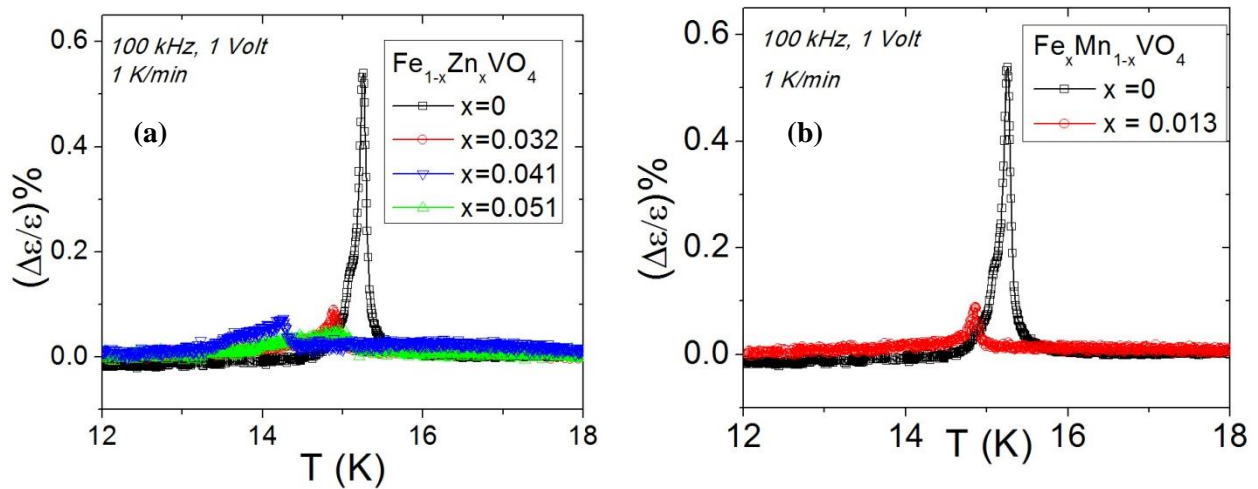 100 kHz, 1 Volt
1 K/min
(a)
Fe1-xZnxVO4
x=0
x=0.032
x=0.041
x=0.051
0.6
0.4
0.2
0.0
(Δε/ε)%
12
14
16
18
T (K)
100 kHz, 1 Volt
1 K/min
(b)
FexMn1-xVO4
x =0
x = 0.013
0.6
0.4
0.2
0.0
(Δε/ε)%
12
14
16
18
T (K)